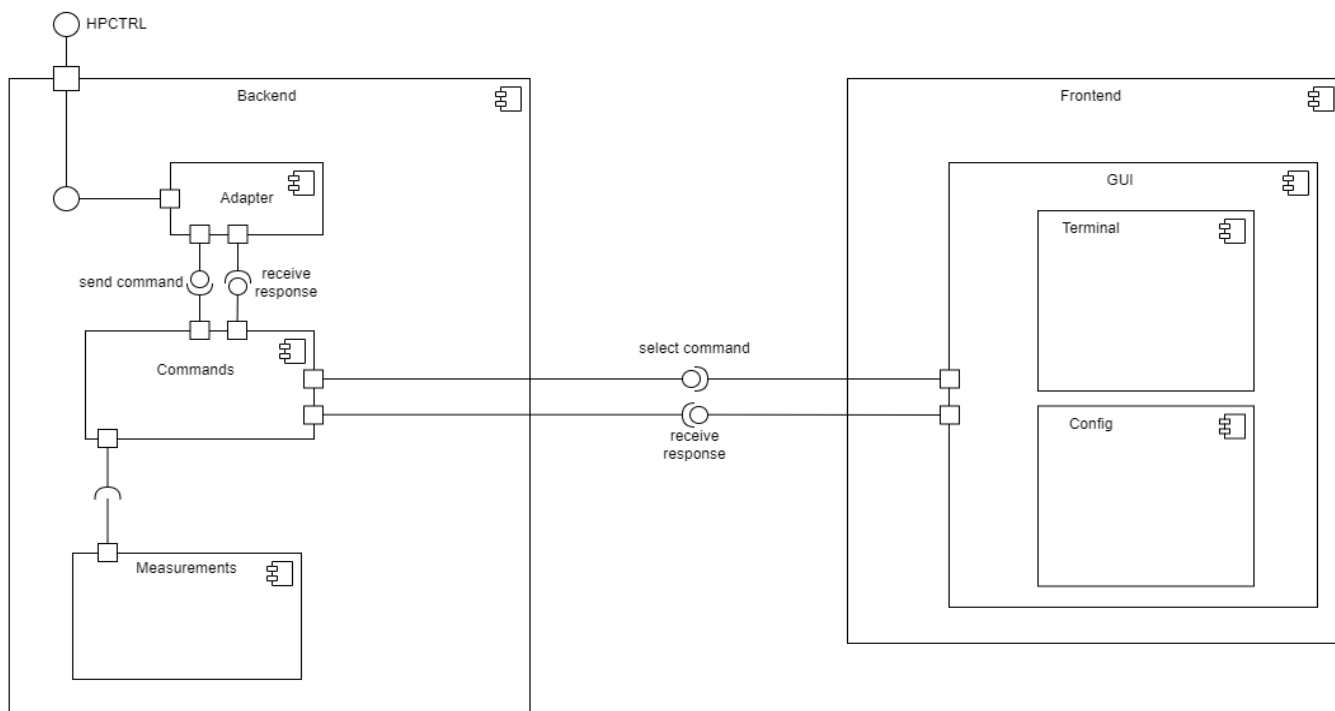 HPCTRL
Backend
Adapter
send command
receive
response
Commands
Measurements
select command
receive
response
Frontend
GUI
Terminal
Config